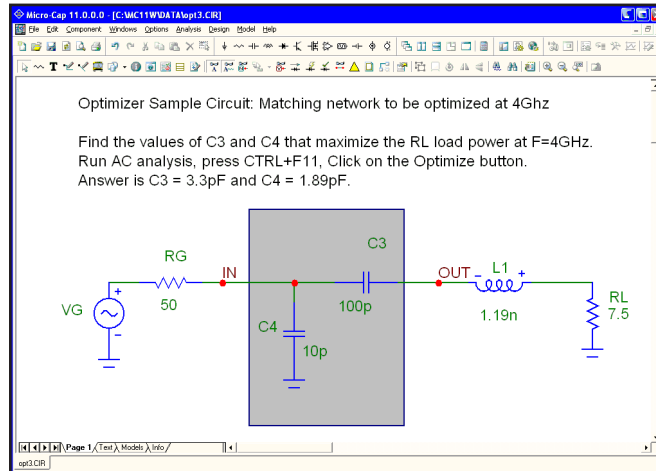 Micro-Cap 11.0.0.0 - [C:\MC11W\DATA\opt3.CIR]
File Edit Component Windows Options Analysis Design Model Help
Optimizer Sample Circuit: Matching network to be optimized at 4Ghz
Find the values of C3 and C4 that maximize the RL load power at F=4GHz.
Run AC analysis, press CTRL+F11, Click on the Optimize button.
Answer is C3 = 3.3pF and C4 = 1.89pF.
C3
RG
IN
OUT
- L1 +
RL
VG
+
-
50
100p
1.19n
7.5
C4
10p
Page 1 Text Models Info
opt3.CIR